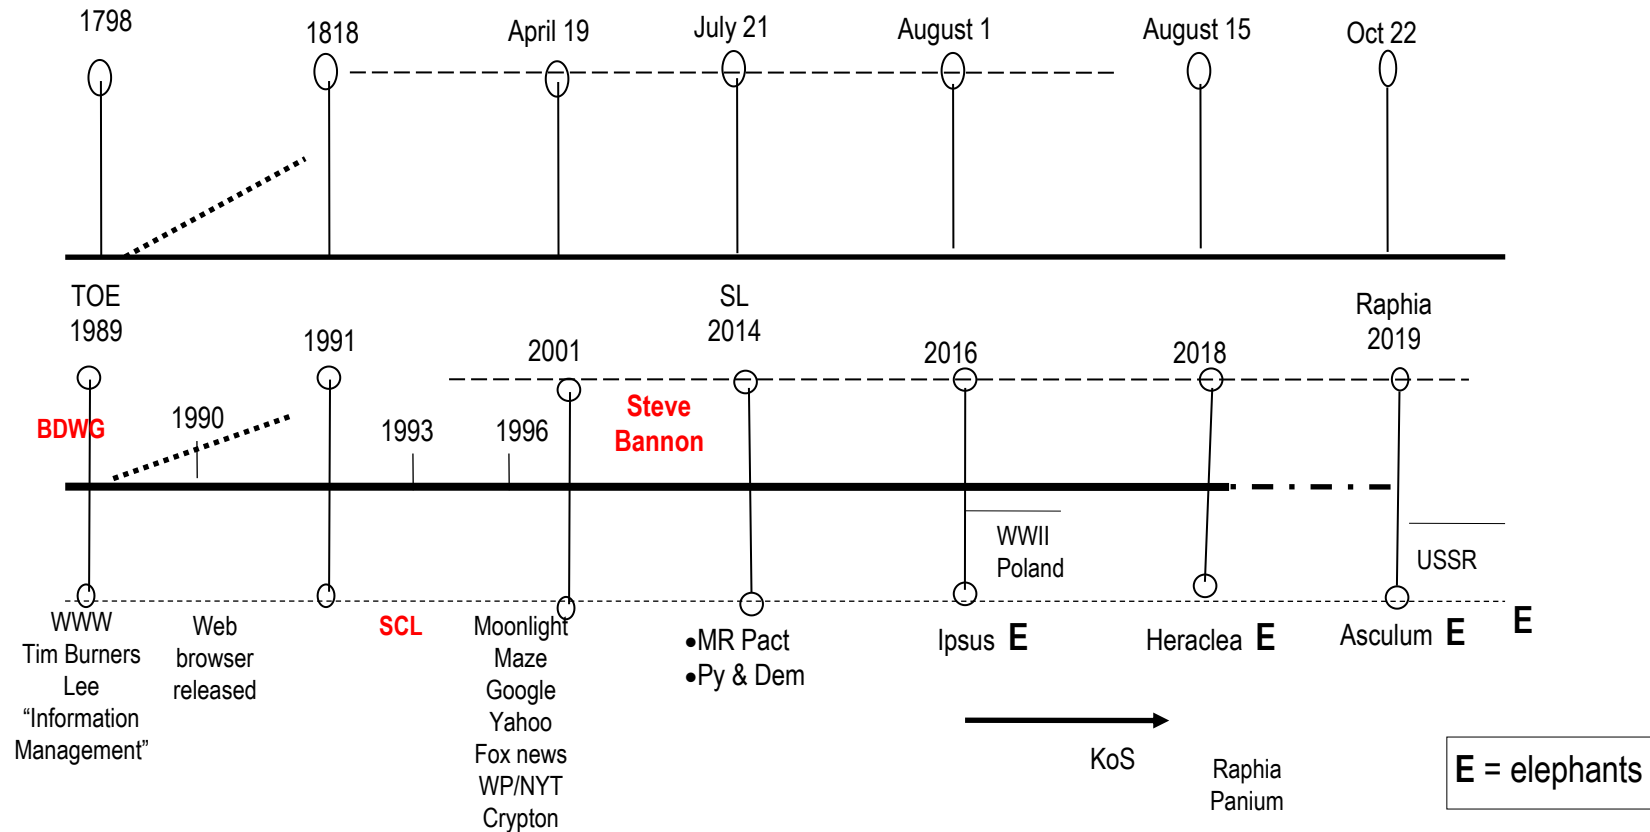 1798
1818
April 19
July 21
August 1
August 15
Oct 22
TOE
1989
1991
2001
SL
2014
2016
2018
Raphia
2019
BDWG
1990
1993
1996
Steve
Bannon
WWII
Poland
USSR
WWW
Tim Burners
Lee
“Information
Management”
Web
browser
released
SCL
Moonlight
Maze
Google
Yahoo
Fox news
WP/NYT
Crypton
•MR Pact
•Py & Dem
Ipsus E
Heraclea E
Asculum E
E
KoS
Raphia
Panium
E = elephants